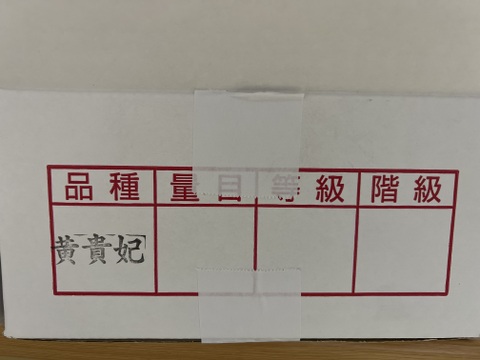 品種 量目 等級 階級
黄貴妃